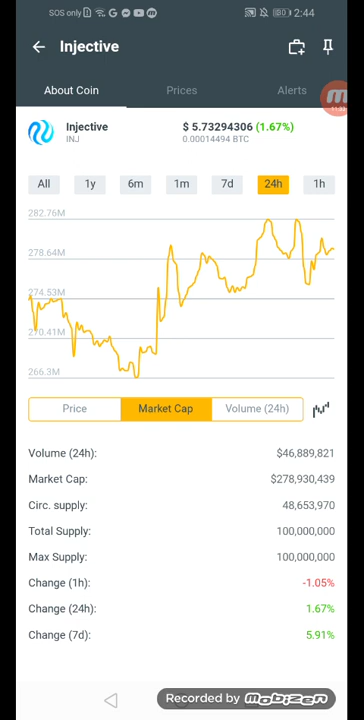 SOS only 2:44
Injective
About Coin Prices Alerts
Injective $ 5.73294306 (1.67%)
INJ 0.00014494 BTC
All 1y 6m 1m 7d 24h 1h
282.76M
278.64M
274.53M
270.41M
266.3M
Price Market Cap Volume (24h)
Volume (24h): $46,889,821
Market Cap: $278,930,439
Circ. supply: 48,653,970
Total Supply: 100,000,000
Max Supply: 100,000,000
Change (1h): -1.05%
Change (24h): 1.67%
Change (7d): 5.91%
Recorded by mobizen